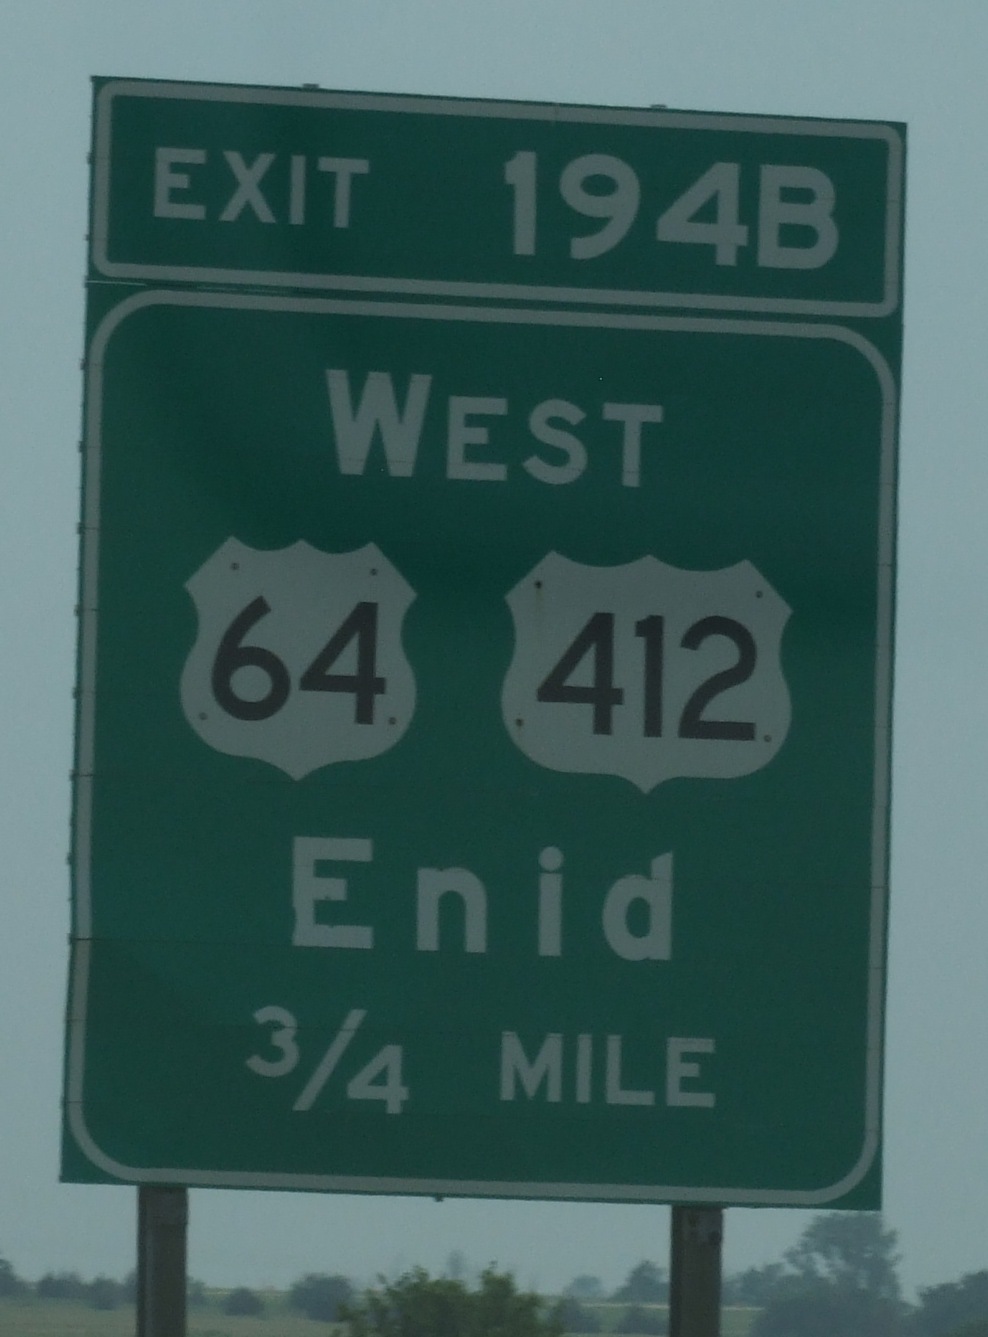 EXIT 194B
WEST
64 412
Enid
3/4 MILE